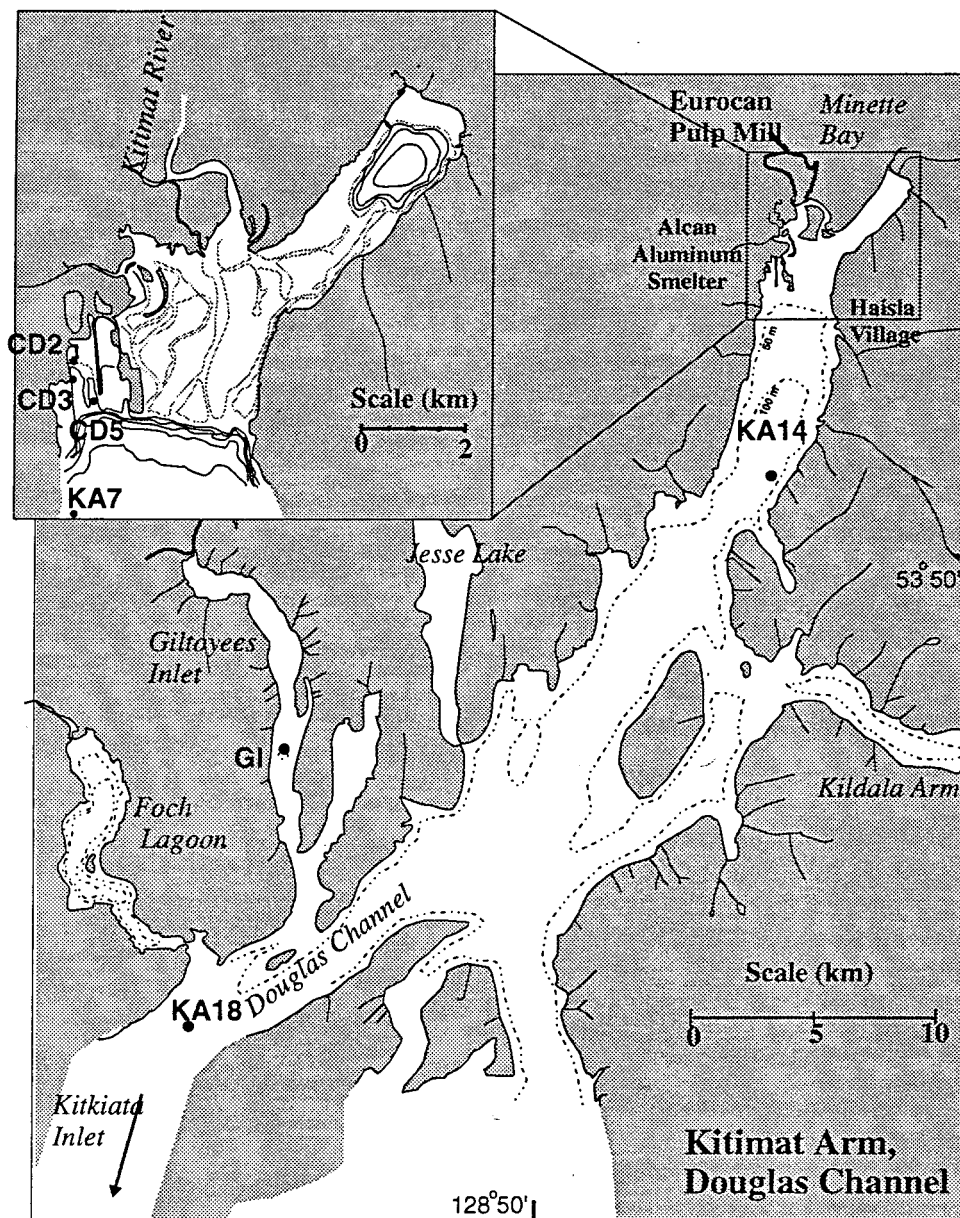 Kitimat River
CD2
CD3
CD5
KA7
Scale (km)
0 2
Eurocan
Pulp Mill
Minette
Bay
Alcan
Aluminum
Smelter
Haisla
Village
50 m
100 m
KA14
53°50'
Jesse Lake
Giltoyees
Inlet
GI
Foch
Lagoon
Kildala Arm
Douglas Channel
KA18
Scale (km)
0 5 10
Kitkiata
Inlet
Kitimat Arm,
Douglas Channel
128°50'